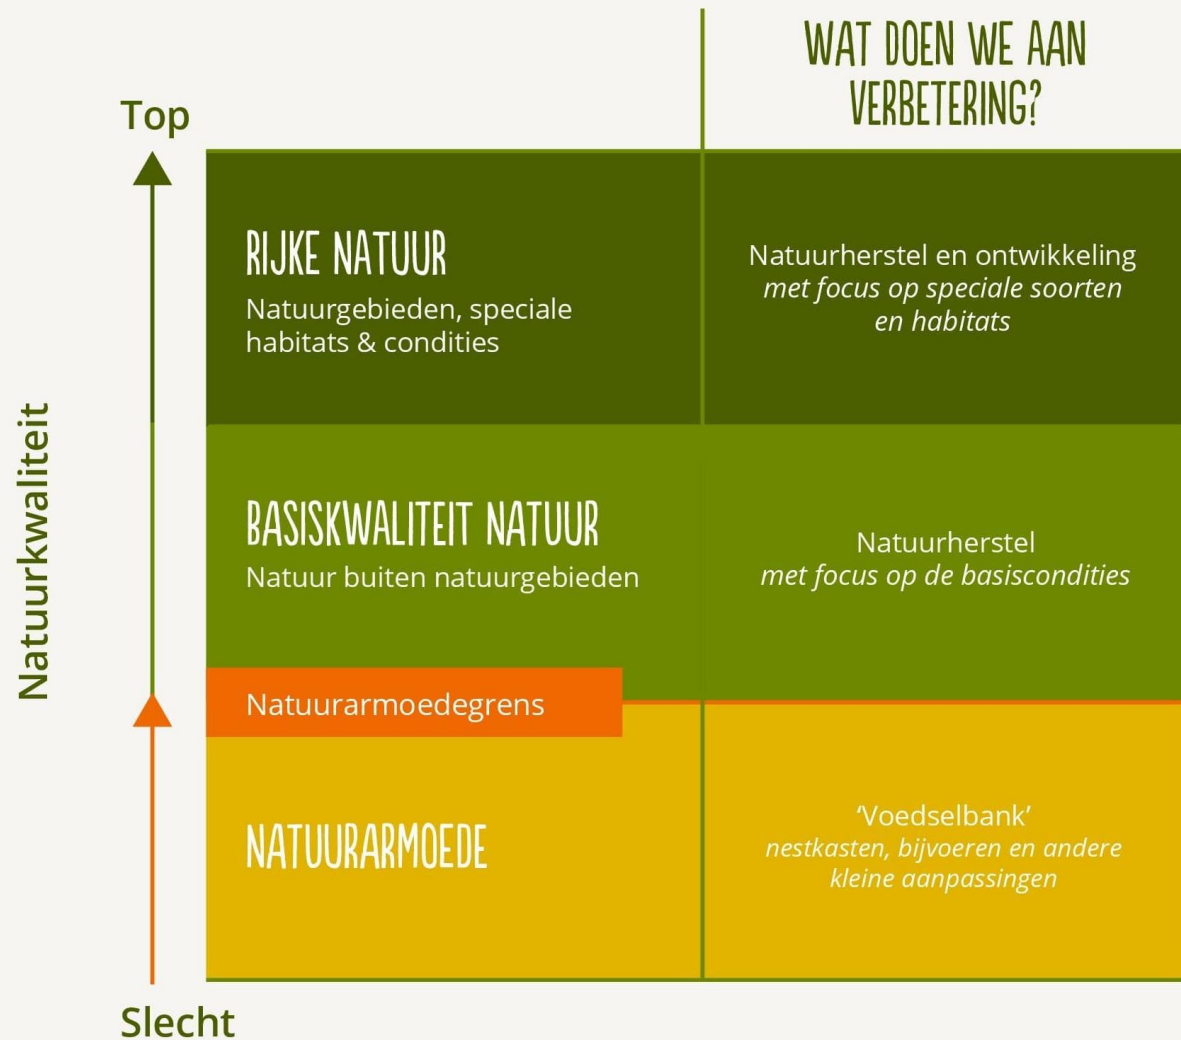 WAT DOEN WE AAN
VERBETERING?
Top
RIJKE NATUUR
Natuurgebieden, speciale
habitats & condities
Natuurherstel en ontwikkeling
met focus op speciale soorten
en habitats
Natuurkwaliteit
BASISKWALITEIT NATUUR
Natuur buiten natuurgebieden
Natuurherstel
met focus op de basiscondities
Natuurarmoedegrens
NATUURARMOEDE
‘Voedselbank’
nestkasten, bijvoeren en andere
kleine aanpassingen
Slecht